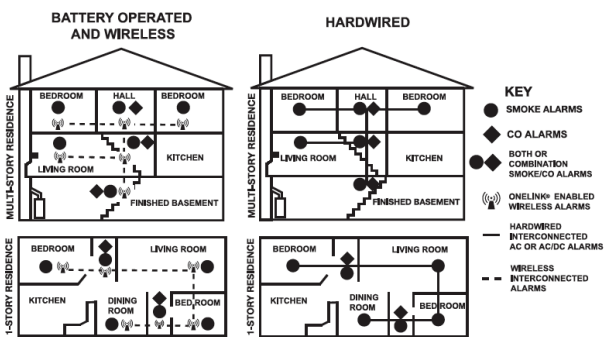 BATTERY OPERATED
AND WIRELESS
HARDWIRED
MULTI-STORY RESIDENCE
BEDROOM
HALL
BEDROOM
LIVING ROOM
KITCHEN
FINISHED BASEMENT
MULTI-STORY RESIDENCE
BEDROOM
HALL
BEDROOM
LIVING ROOM
KITCHEN
FINISHED BASEMENT
1-STORY RESIDENCE
BEDROOM
LIVING ROOM
KITCHEN
DINING
ROOM
BEDROOM
1-STORY RESIDENCE
BEDROOM
LIVING ROOM
KITCHEN
DINING
ROOM
BEDROOM
KEY
SMOKE ALARMS
CO ALARMS
BOTH OR
COMBINATION
SMOKE/CO ALARMS
ONELINK® ENABLED
WIRELESS ALARMS
HARDWIRED
INTERCONNECTED
AC OR AC/DC ALARMS
WIRELESS
INTERCONNECTED
ALARMS